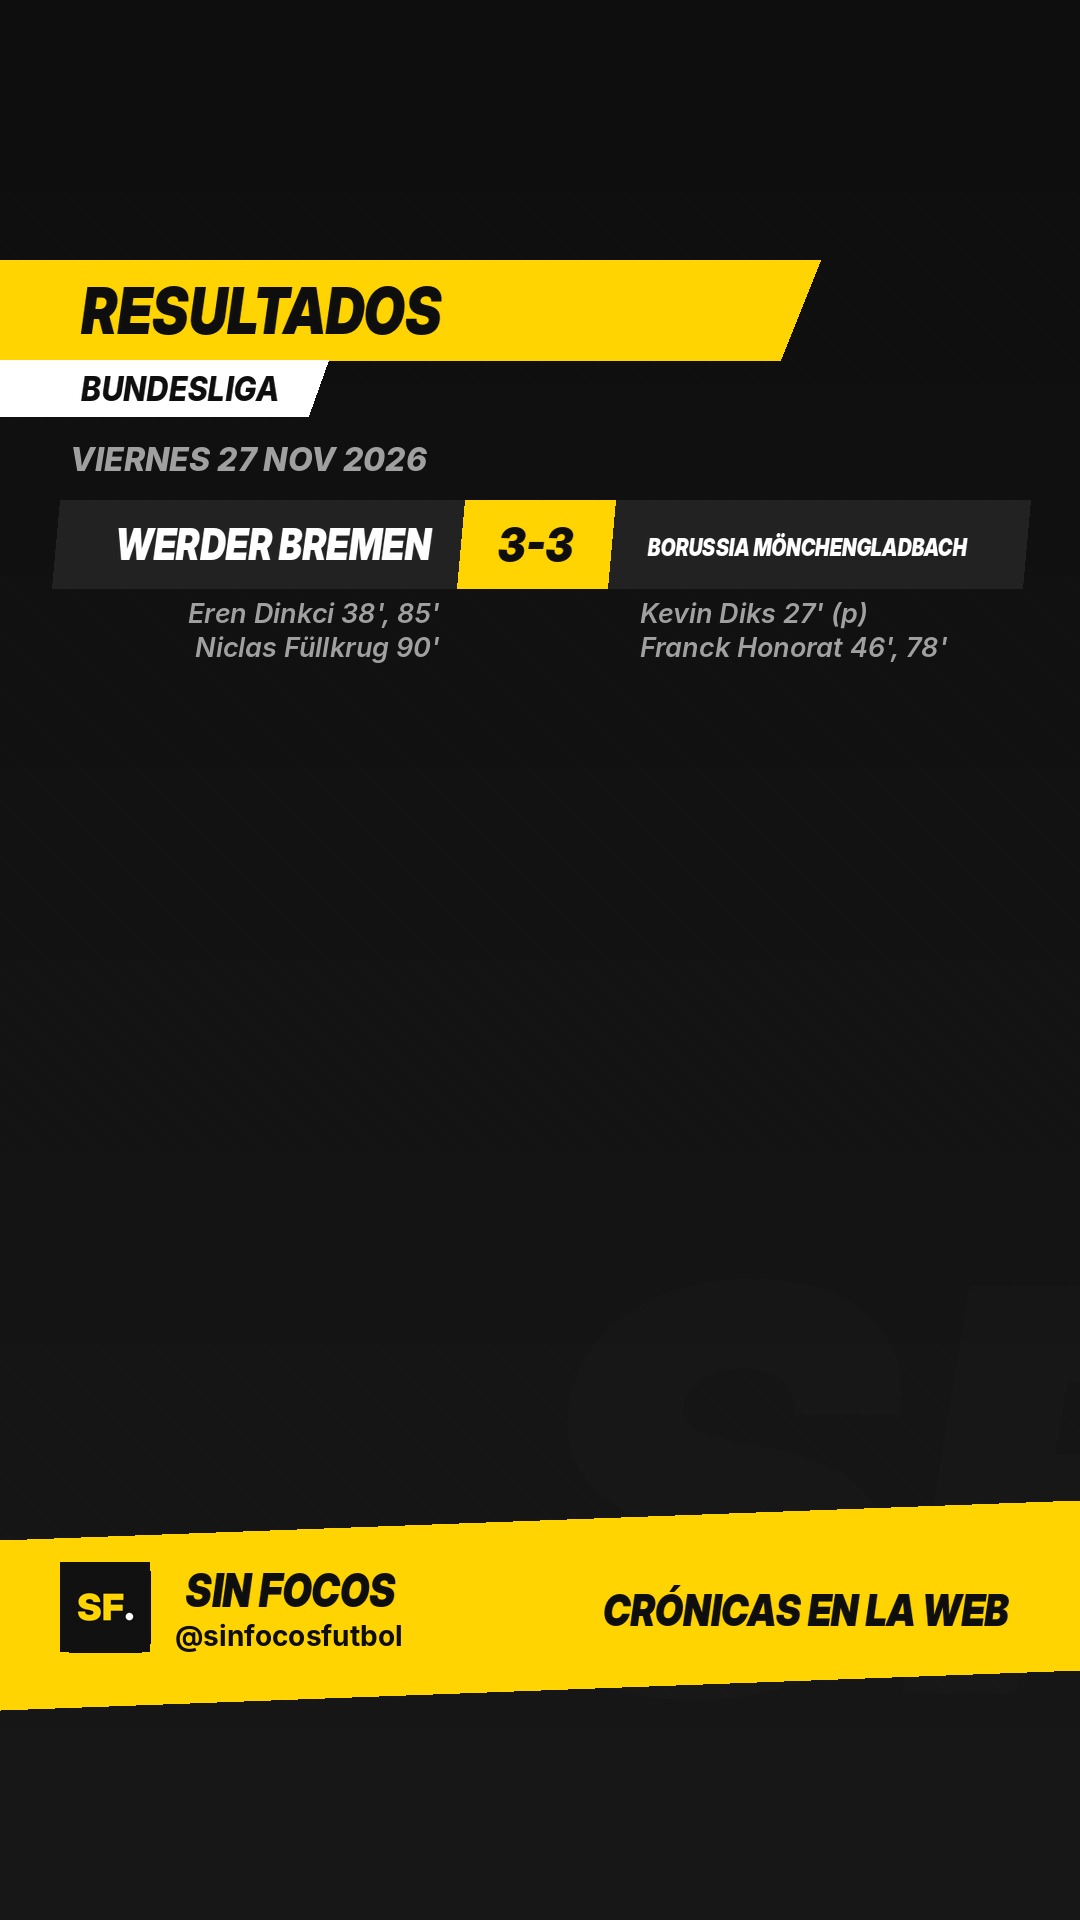 RESULTADOS
BUNDESLIGA
VIERNES 27 NOV 2026
WERDER BREMEN 3-3 BORUSSIA MÖNCHENGLADBACH
Eren Dinkci 38', 85' Kevin Diks 27' (p)
Niclas Füllkrug 90' Franck Honorat 46', 78'
SF
SF.
SIN FOCOS
@sinfocosfutbol
CRÓNICAS EN LA WEB